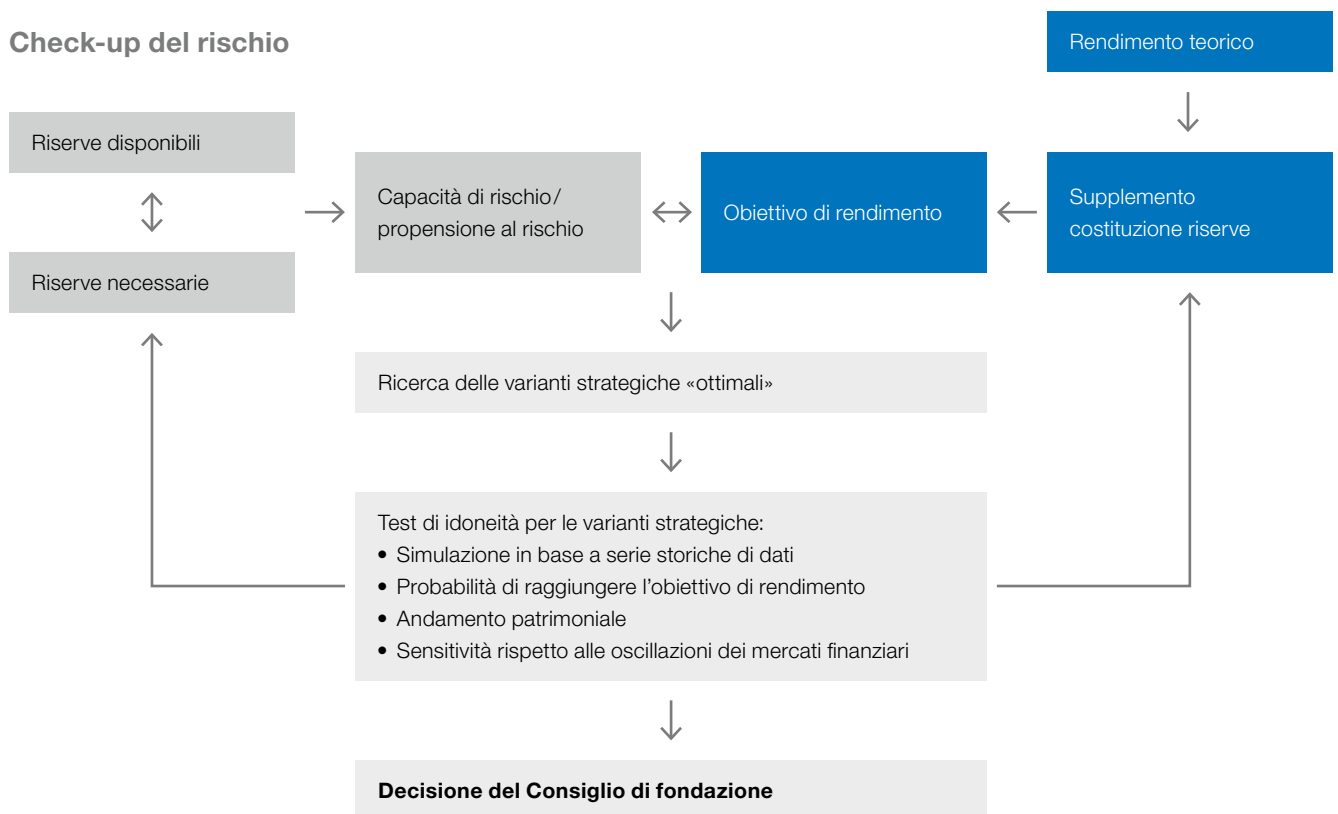 Check-up del rischio
Rendimento teorico
Riserve disponibili
Capacità di rischio/
propensione al rischio
Obiettivo di rendimento
Supplemento
costituzione riserve
Riserve necessarie
Ricerca delle varianti strategiche «ottimali»
Test di idoneità per le varianti strategiche:
• Simulazione in base a serie storiche di dati
• Probabilità di raggiungere l’obiettivo di rendimento
• Andamento patrimoniale
• Sensitività rispetto alle oscillazioni dei mercati finanziari
Decisione del Consiglio di fondazione